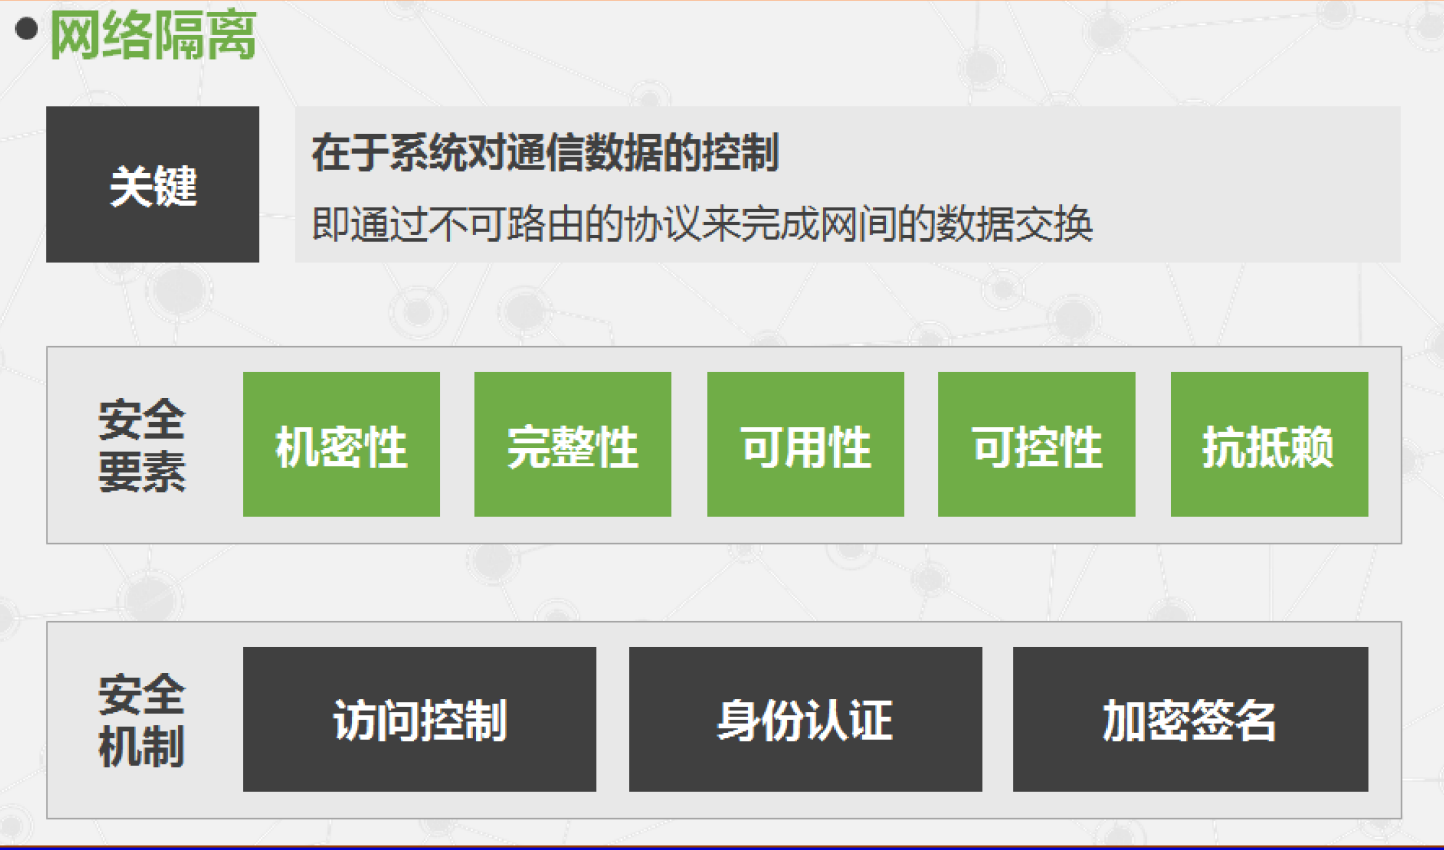 网络隔离
关键
在于系统对通信数据的控制
即通过不可路由的协议来完成网间的数据交换
安全
要素
机密性
完整性
可用性
可控性
抗抵赖
安全
机制
访问控制
身份认证
加密签名